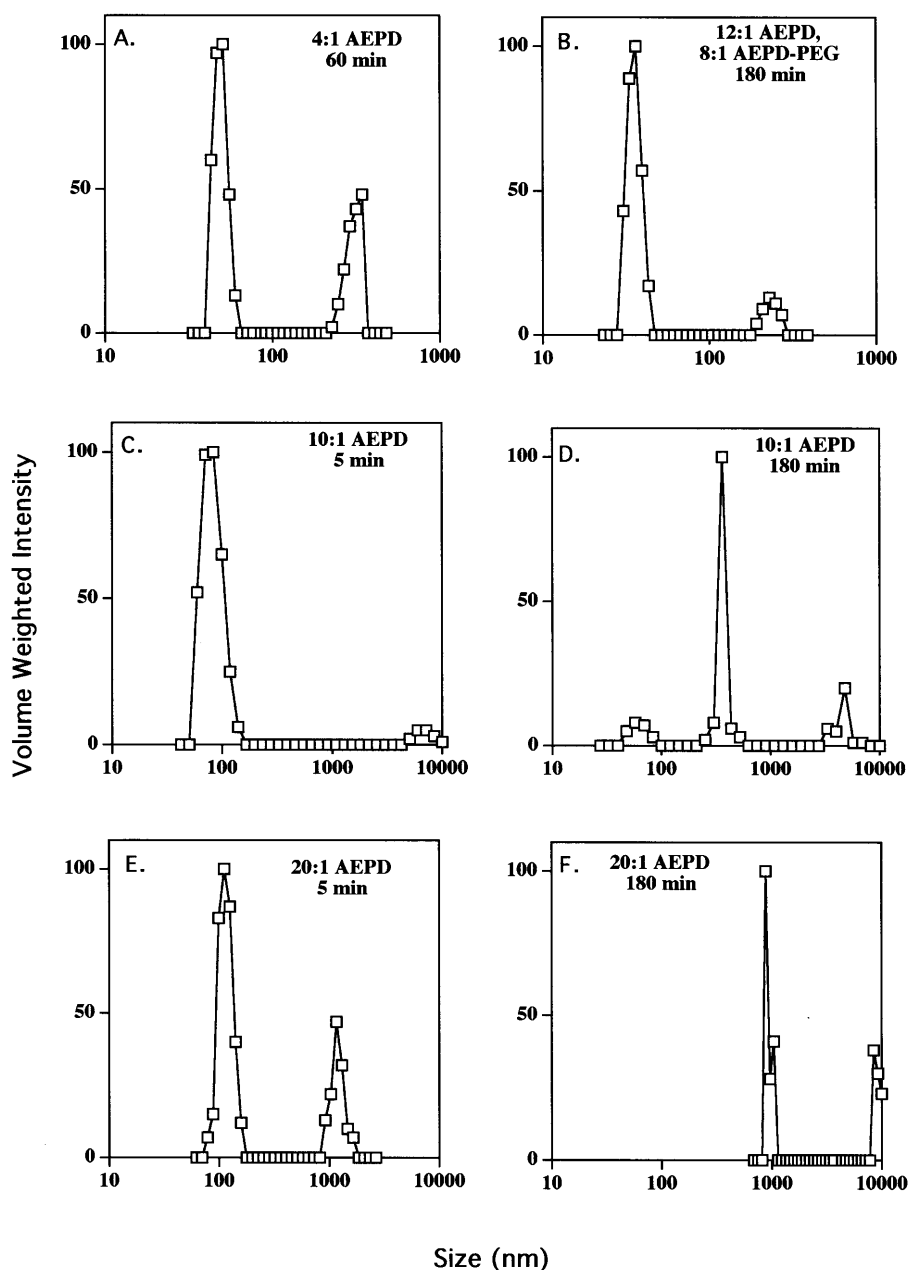 A.
4:1 AEPD
60 min
100
50
0
10 100 1000
B.
12:1 AEPD,
8:1 AEPD-PEG
180 min
100
50
0
10 100 1000
C.
10:1 AEPD
5 min
100
50
0
10 100 1000 10000
D.
10:1 AEPD
180 min
100
50
0
10 100 1000 10000
E.
20:1 AEPD
5 min
100
50
0
10 100 1000 10000
F.
20:1 AEPD
180 min
100
50
0
10 100 1000 10000
Volume Weighted Intensity
Size (nm)